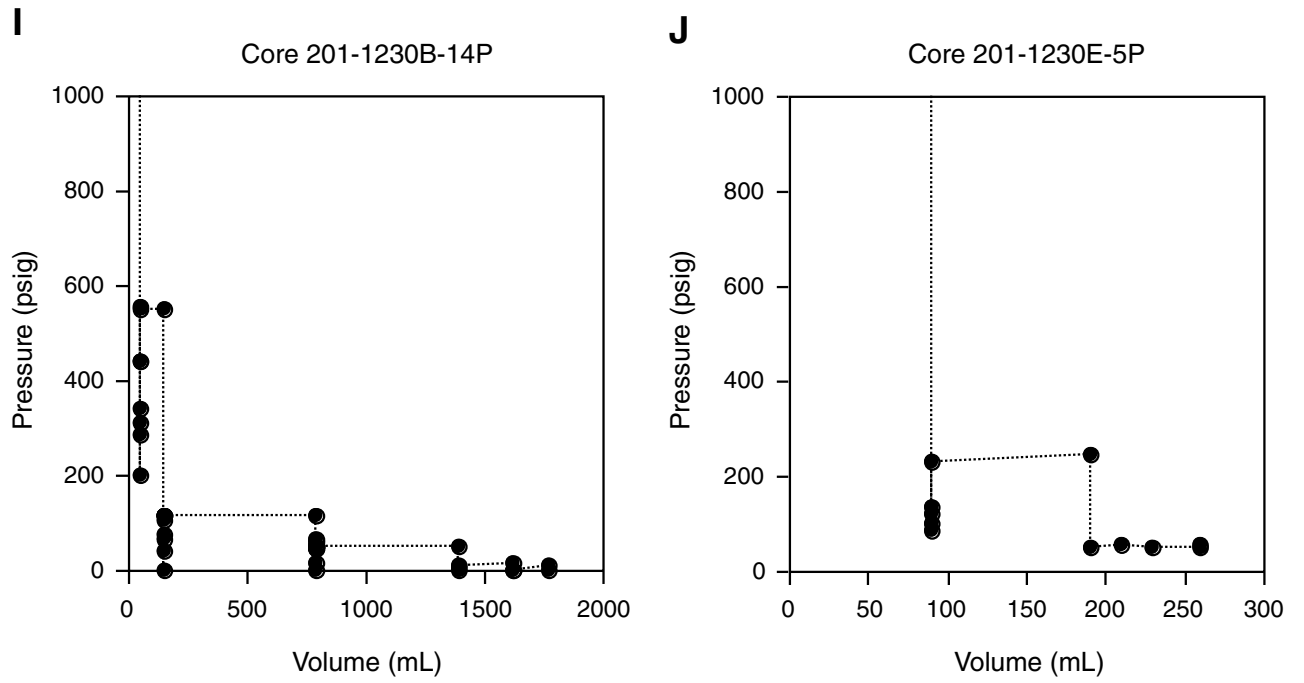 I
Core 201-1230B-14P
1000
800
600
400
200
0
Pressure (psig)
0 500 1000 1500 2000
Volume (mL)
J
Core 201-1230E-5P
1000
800
600
400
200
0
Pressure (psig)
0 50 100 150 200 250 300
Volume (mL)